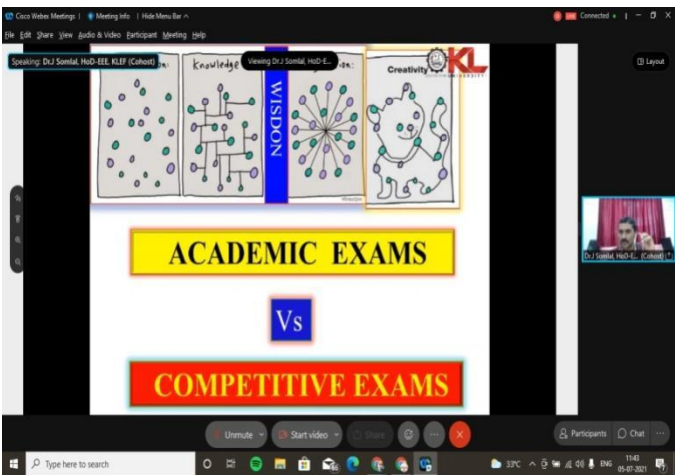 Cisco Webex Meetings | Meeting Info | Hide Menu Bar
Connected
File Edit Share View Audio & Video Participant Meeting Help
Speaking: Dr.J Somlal, HoD-EEE, KLEF (Cohost)
Viewing Dr.J Somlal, HoD-E...
Layout
Knowledge
WISDON
Creativity
KL
UNIVERSITY
ACADEMIC EXAMS
Vs
COMPETITIVE EXAMS
Dr.J Somlal, HoD-E... (Cohost)
Unmute
Start video
Share
Participants
Chat
Type here to search
33°C
ENG
11:43
05-07-2021